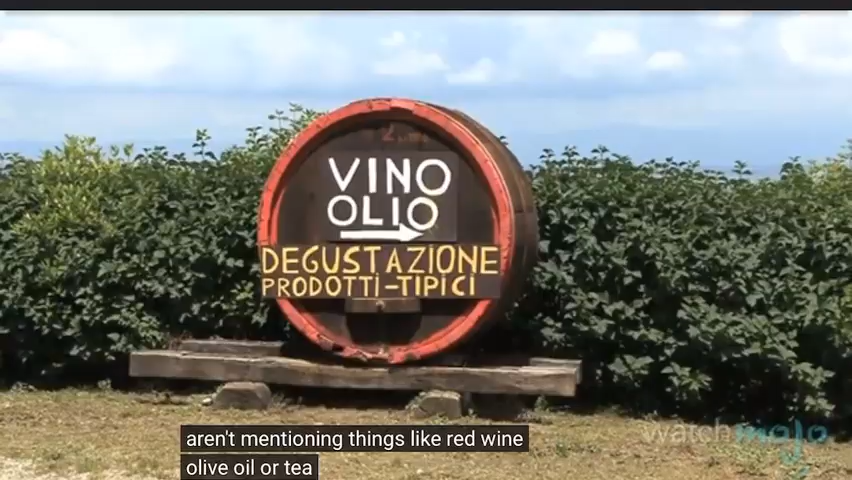 VINO
OLIO
DEGUSTAZIONE
PRODOTTI-TIPICI
watchmojo
aren't mentioning things like red wine
olive oil or tea